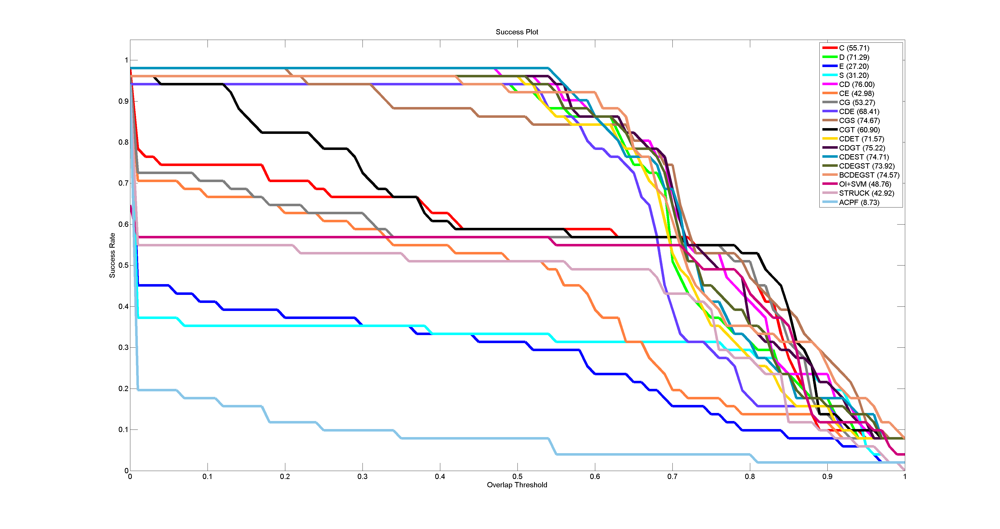 Success Plot
C (55.71)
D (71.29)
E (27.20)
S (31.20)
CD (76.00)
CE (42.98)
CG (53.27)
CDE (68.41)
CGS (74.67)
CGT (60.90)
CDET (71.57)
CDGT (75.22)
CDEST (74.71)
CDEGST (73.92)
BCDEGST (74.57)
OI+SVM (48.76)
STRUCK (42.92)
ACPF (8.73)
1
0.9
0.8
0.7
0.6
0.5
0.4
0.3
0.2
0.1
0
Success Rate
0 0.1 0.2 0.3 0.4 0.5 0.6 0.7 0.8 0.9 1
Overlap Threshold